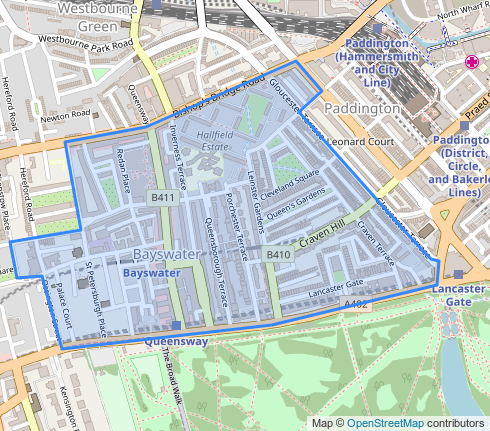 Westbourne
Green
North Wharf R
Westbourne Park Road
Paddington
(Hammersmith
and City
Line)
Hereford Road
Queensway
Bishop's Bridge Road
Gloucester Terrace
Newton Road
Paddington
Praed S
Hallfield
Estate
Leonard Court
Paddington
(District,
Circle,
and Bakerlo
Lines)
Redan Place
Inverness Terrace
Leinster Gardens
Cleveland Square
Queen's Gardens
Hereford Road
B411
Porchester Terrace
Queensborough Terrace
Craven Hill
Craven Terrace
Gloucester Terrace
Bayswater
Bayswater
B410
St Petersburgh Place
Palace Court
Lancaster Gate
A402
Lancaster
Gate
Queensway
The Broad Walk
Map © OpenStreetMap contributors